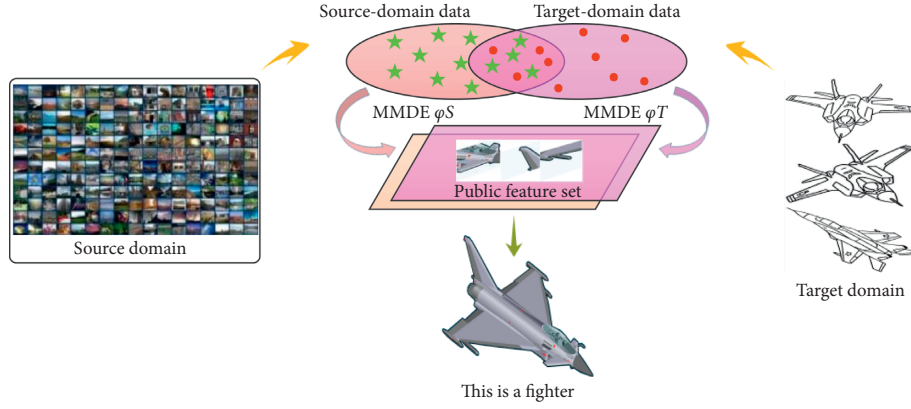 Source-domain data
Target-domain data
MMDE φS
MMDE φT
Public feature set
Source domain
Target domain
This is a fighter